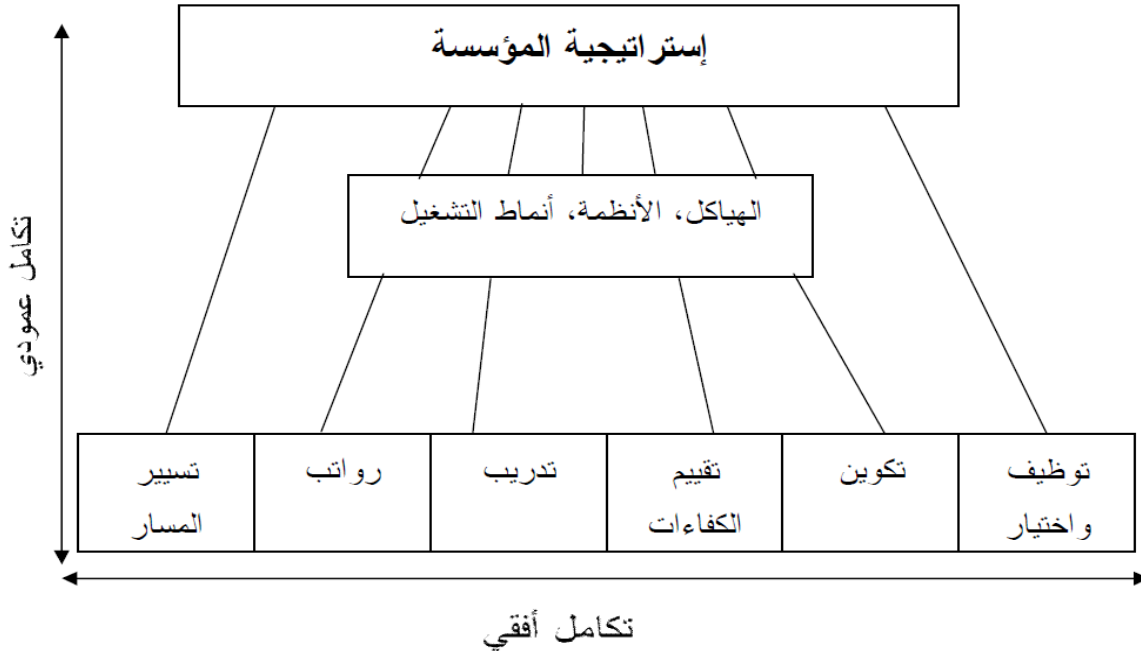 إستراتيجية المؤسسة
الهياكل، الأنظمة، أنماط التشغيل
تكامل عمودي
توظيف
واختيار
تكوين
تقييم
الكفاءات
تدريب
رواتب
تسيير
المسار
تكامل أفقي